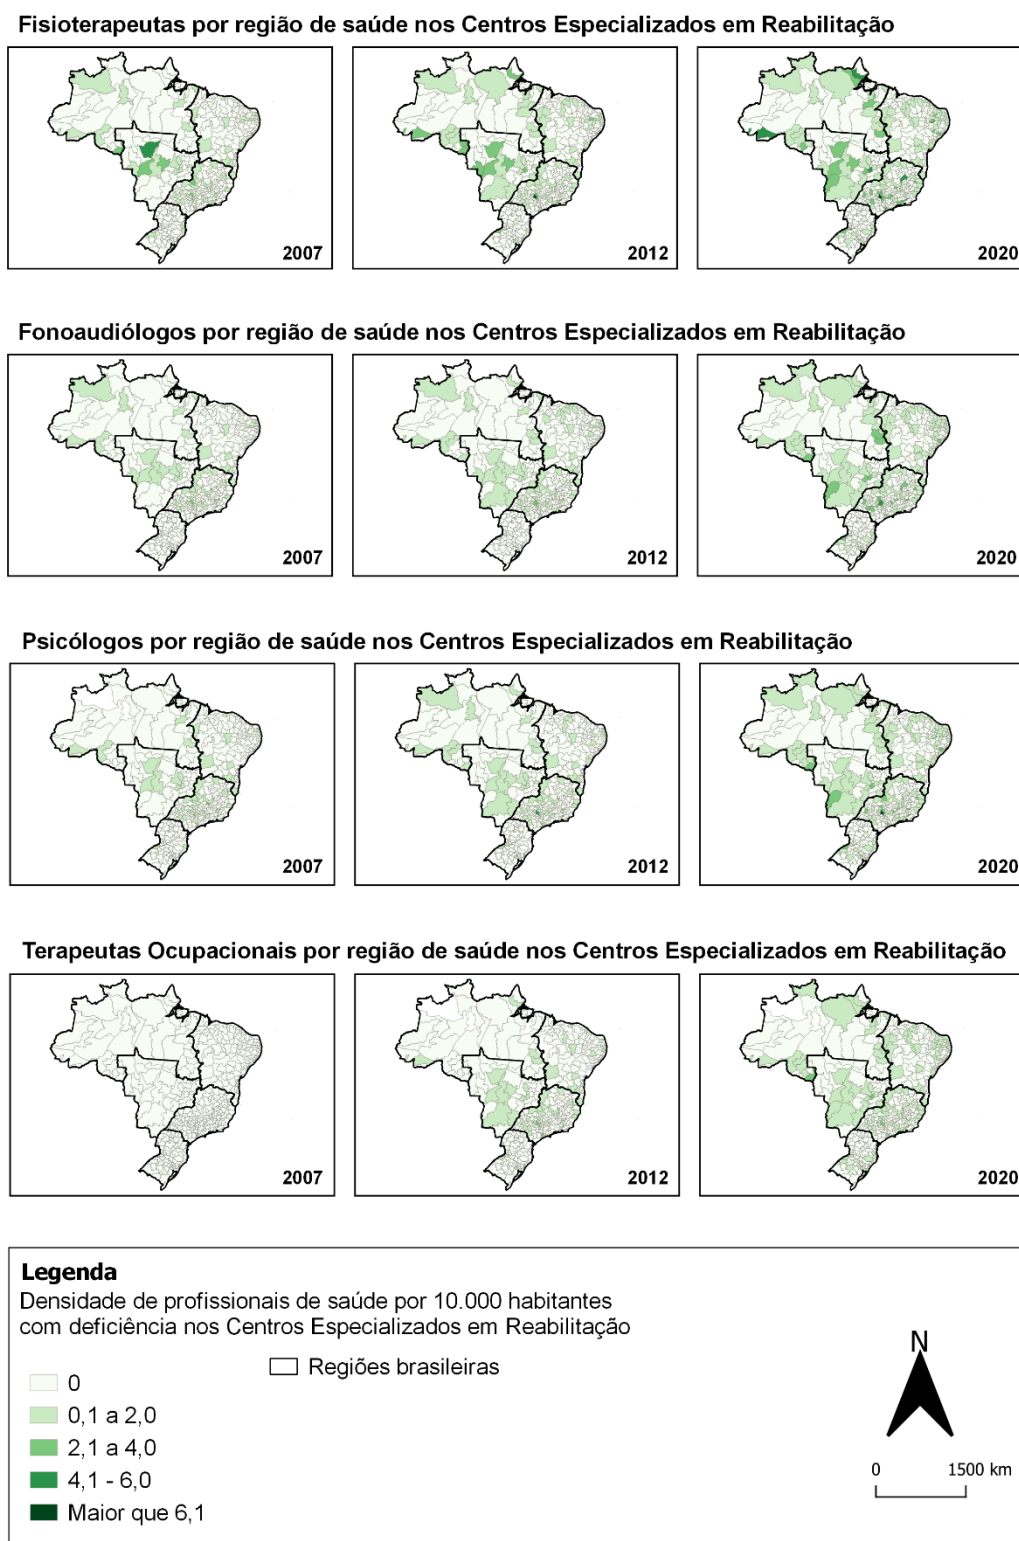 Fisioterapeutas por região de saúde nos Centros Especializados em Reabilitação
2007
2012
2020
Fonoaudiólogos por região de saúde nos Centros Especializados em Reabilitação
2007
2012
2020
Psicólogos por região de saúde nos Centros Especializados em Reabilitação
2007
2012
2020
Terapeutas Ocupacionais por região de saúde nos Centros Especializados em Reabilitação
2007
2012
2020
Legenda
Densidade de profissionais de saúde por 10.000 habitantes
com deficiência nos Centros Especializados em Reabilitação
Regiões brasileiras
0
0,1 a 2,0
2,1 a 4,0
4,1 - 6,0
Maior que 6,1
N
0 1500 km